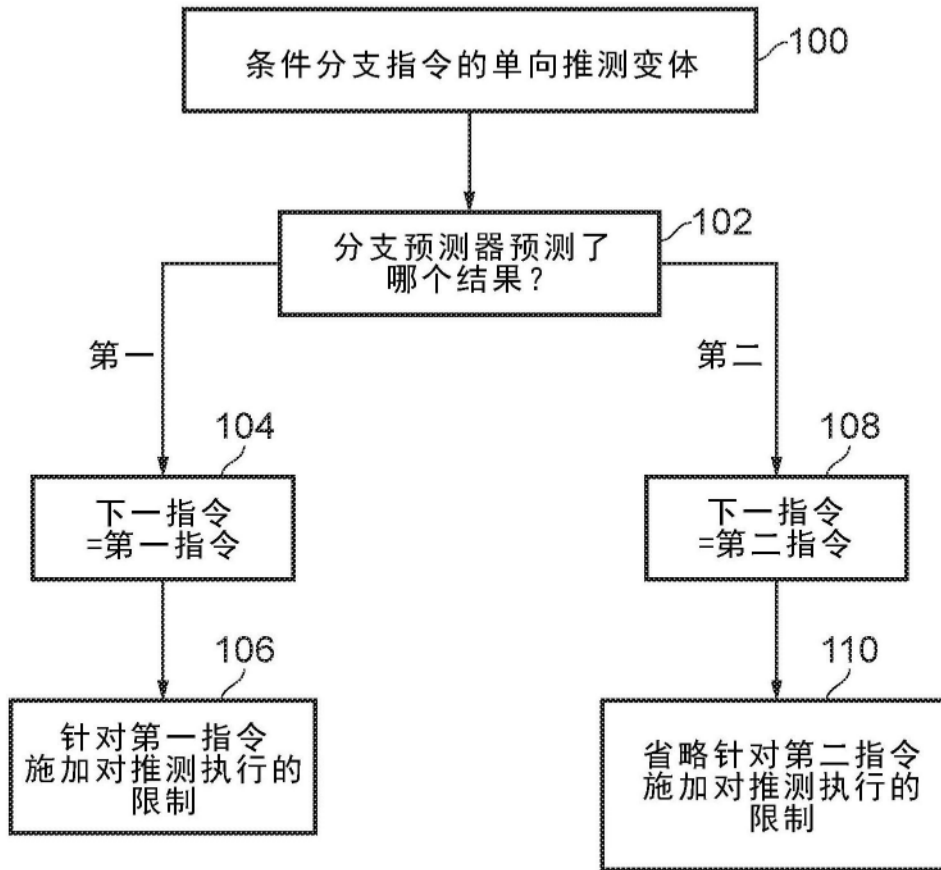 100
条件分支指令的单向推测变体
102
分支预测器预测了
哪个结果？
第一
第二
104
108
下一指令
=第一指令
下一指令
=第二指令
106
110
针对第一指令
施加对推测执行的
限制
省略针对第二指令
施加对推测执行的
限制